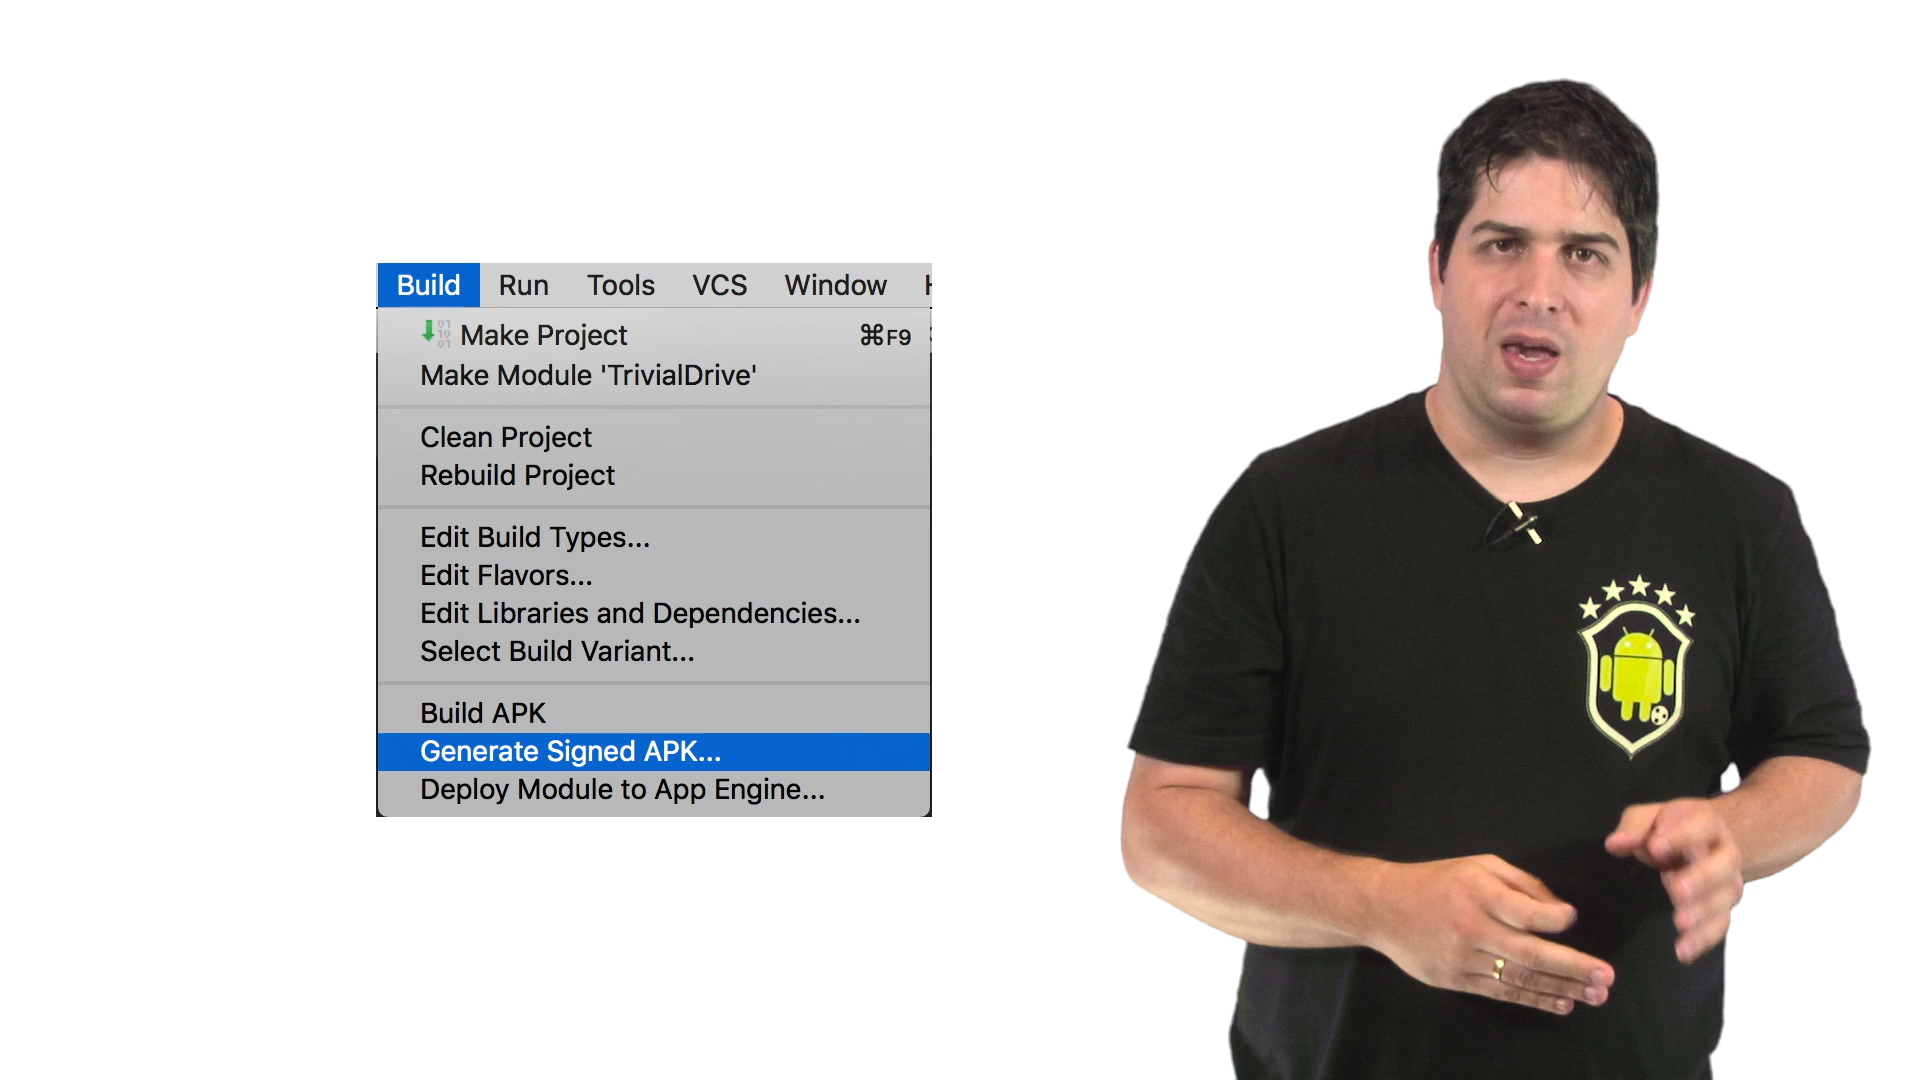 Build Run Tools VCS Window
Make Project ⌘F9
Make Module 'TrivialDrive'
Clean Project
Rebuild Project
Edit Build Types...
Edit Flavors...
Edit Libraries and Dependencies...
Select Build Variant...
Build APK
Generate Signed APK...
Deploy Module to App Engine...